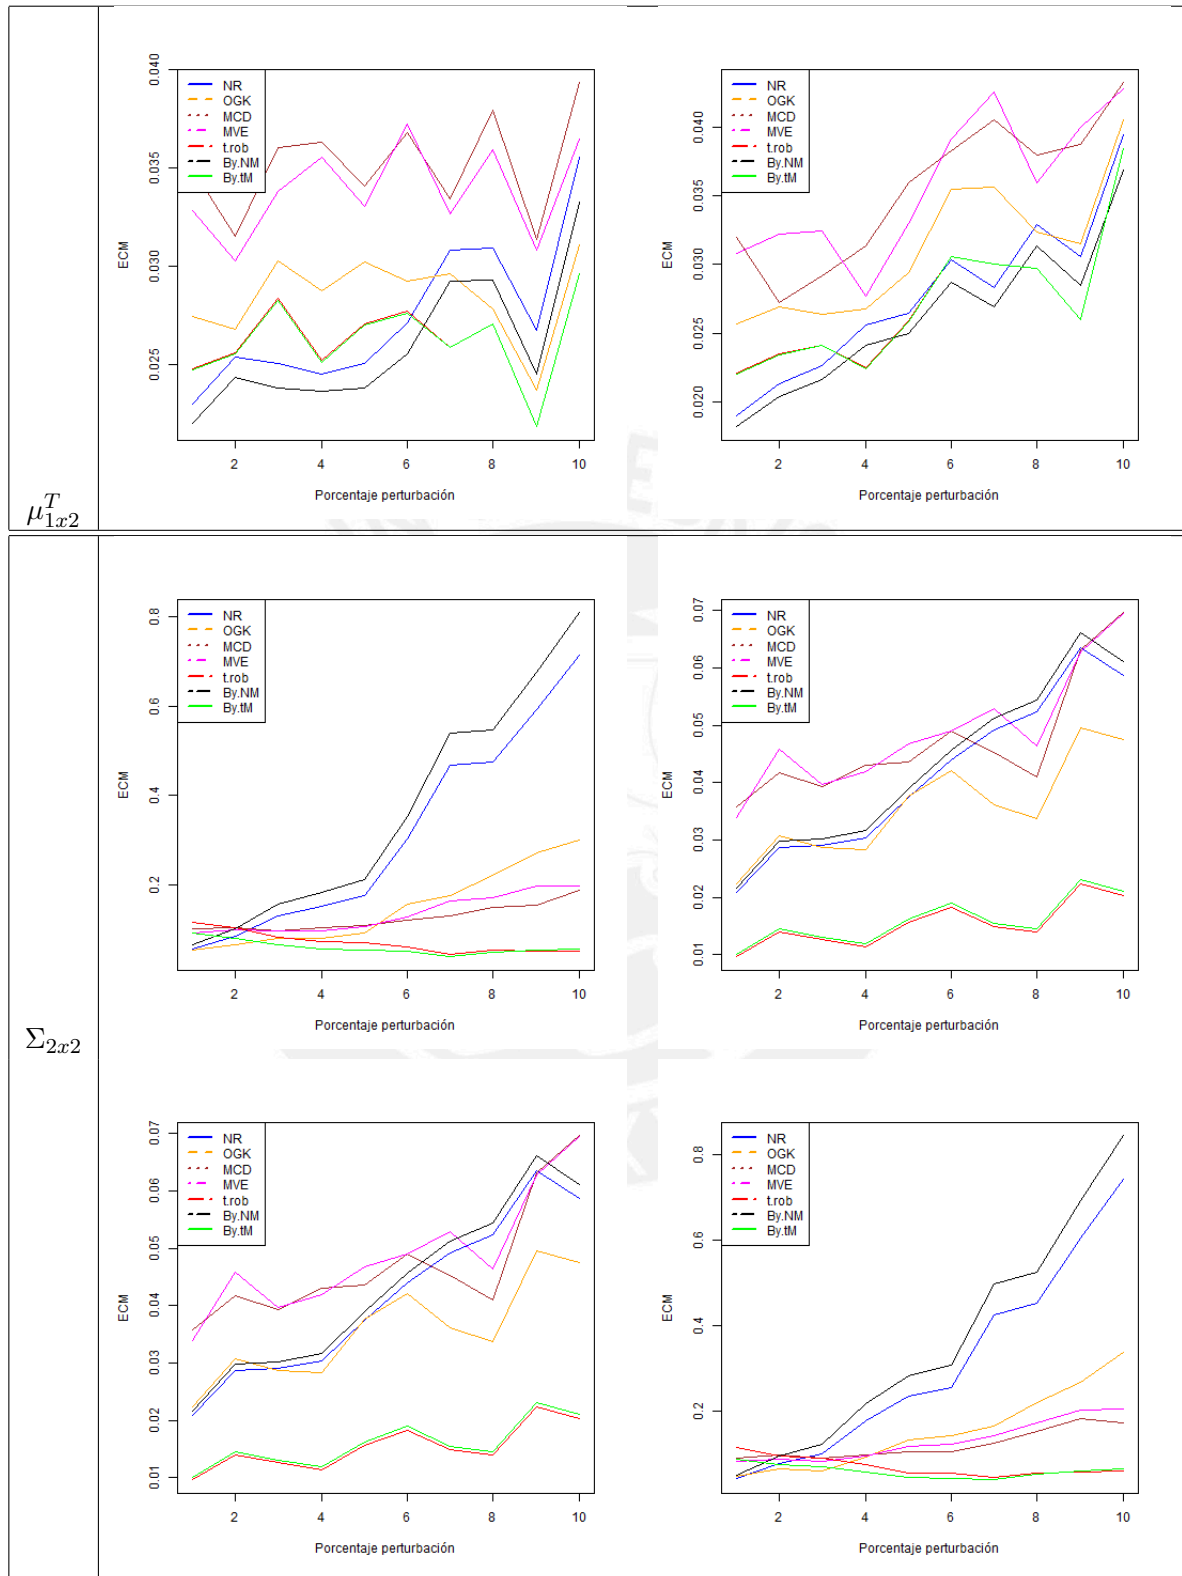 0.040
0.035
0.030
0.025
ECM
NR
OGK
MCD
MVE
t.rob
By.NM
By.tM
2 4 6 8 10
Porcentaje perturbación
0.040
0.035
0.030
0.025
0.020
ECM
NR
OGK
MCD
MVE
t.rob
By.NM
By.tM
2 4 6 8 10
Porcentaje perturbación
μ^T_{1x2}
0.8
0.6
0.4
0.2
ECM
NR
OGK
MCD
MVE
t.rob
By.NM
By.tM
2 4 6 8 10
Porcentaje perturbación
0.07
0.06
0.05
0.04
0.03
0.02
0.01
ECM
NR
OGK
MCD
MVE
t.rob
By.NM
By.tM
2 4 6 8 10
Porcentaje perturbación
Σ_{2x2}
0.07
0.06
0.05
0.04
0.03
0.02
0.01
ECM
NR
OGK
MCD
MVE
t.rob
By.NM
By.tM
2 4 6 8 10
Porcentaje perturbación
0.8
0.6
0.4
0.2
ECM
NR
OGK
MCD
MVE
t.rob
By.NM
By.tM
2 4 6 8 10
Porcentaje perturbación